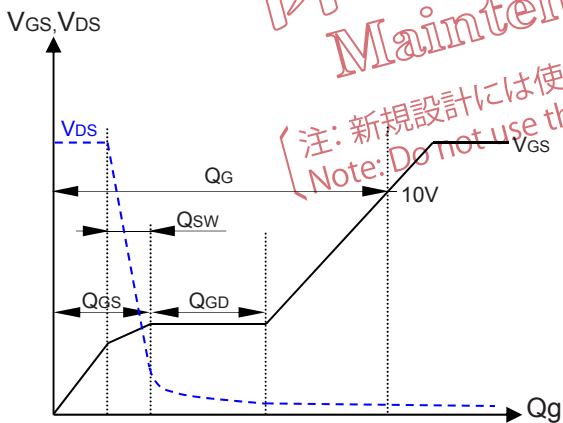 VGS,VDS
Mainten
注: 新規設計には使
Note: Do not use th
VDS
VGS
QG
10V
QSW
QGS
QGD
Qg